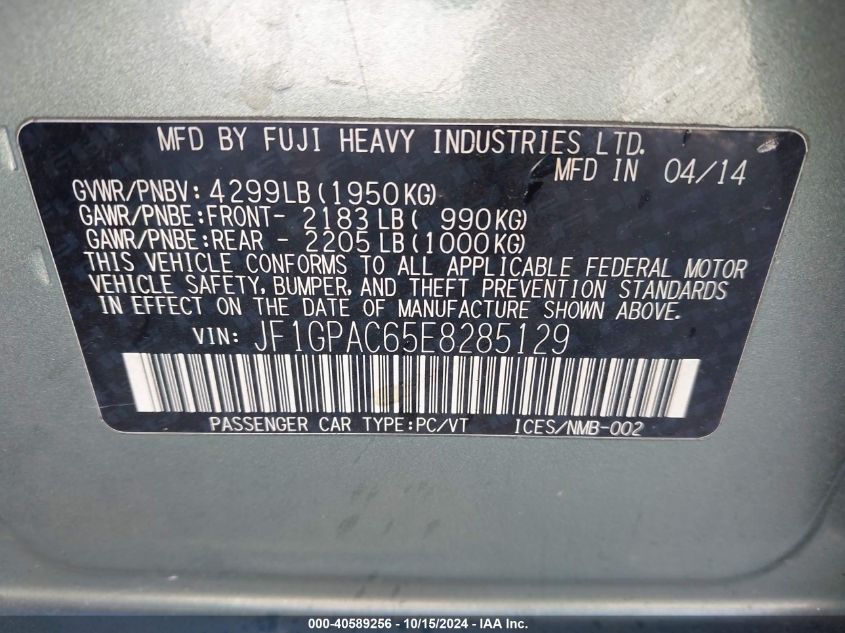 MFD BY FUJI HEAVY INDUSTRIES LTD.
MFD IN 04/14
GVWR/PNBV: 4299LB(1950KG)
GAWR/PNBE:FRONT- 2183LB( 990KG)
GAWR/PNBE:REAR - 2205LB(1000KG)
THIS VEHICLE CONFORMS TO ALL APPLICABLE FEDERAL MOTOR
VEHICLE SAFETY, BUMPER, AND THEFT PREVENTION STANDARDS
IN EFFECT ON THE DATE OF MANUFACTURE SHOWN ABOVE.
VIN: JF1GPAC65E8285129
PASSENGER CAR TYPE:PC/VT ICES/NMB-002
000-40589256 - 10/15/2024 - IAA Inc.